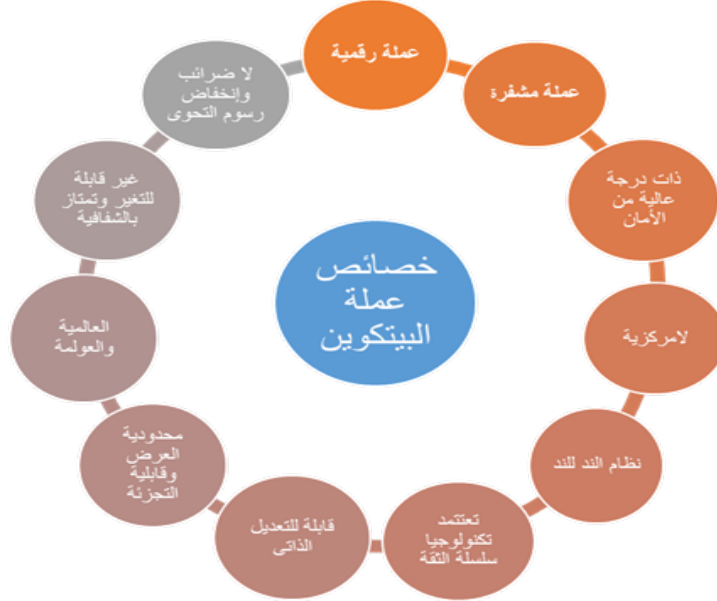 خصائص
عملة
البيتكوين
عملة رقمية
عملة مشفرة
ذات درجة
عالية من
الأمان
لامركزية
نظام الند للند
تعتتمد
تكنولوجيا
سلسلة الثقة
قابلة للتعديل
الذاتى
محدودية
العرض
وقابلية
التجزئة
العالمية
والعولمة
غير قابلة
للتغير وتمتاز
بالشفافية
لا ضرائب
وإنخفاض
رسوم التحوى